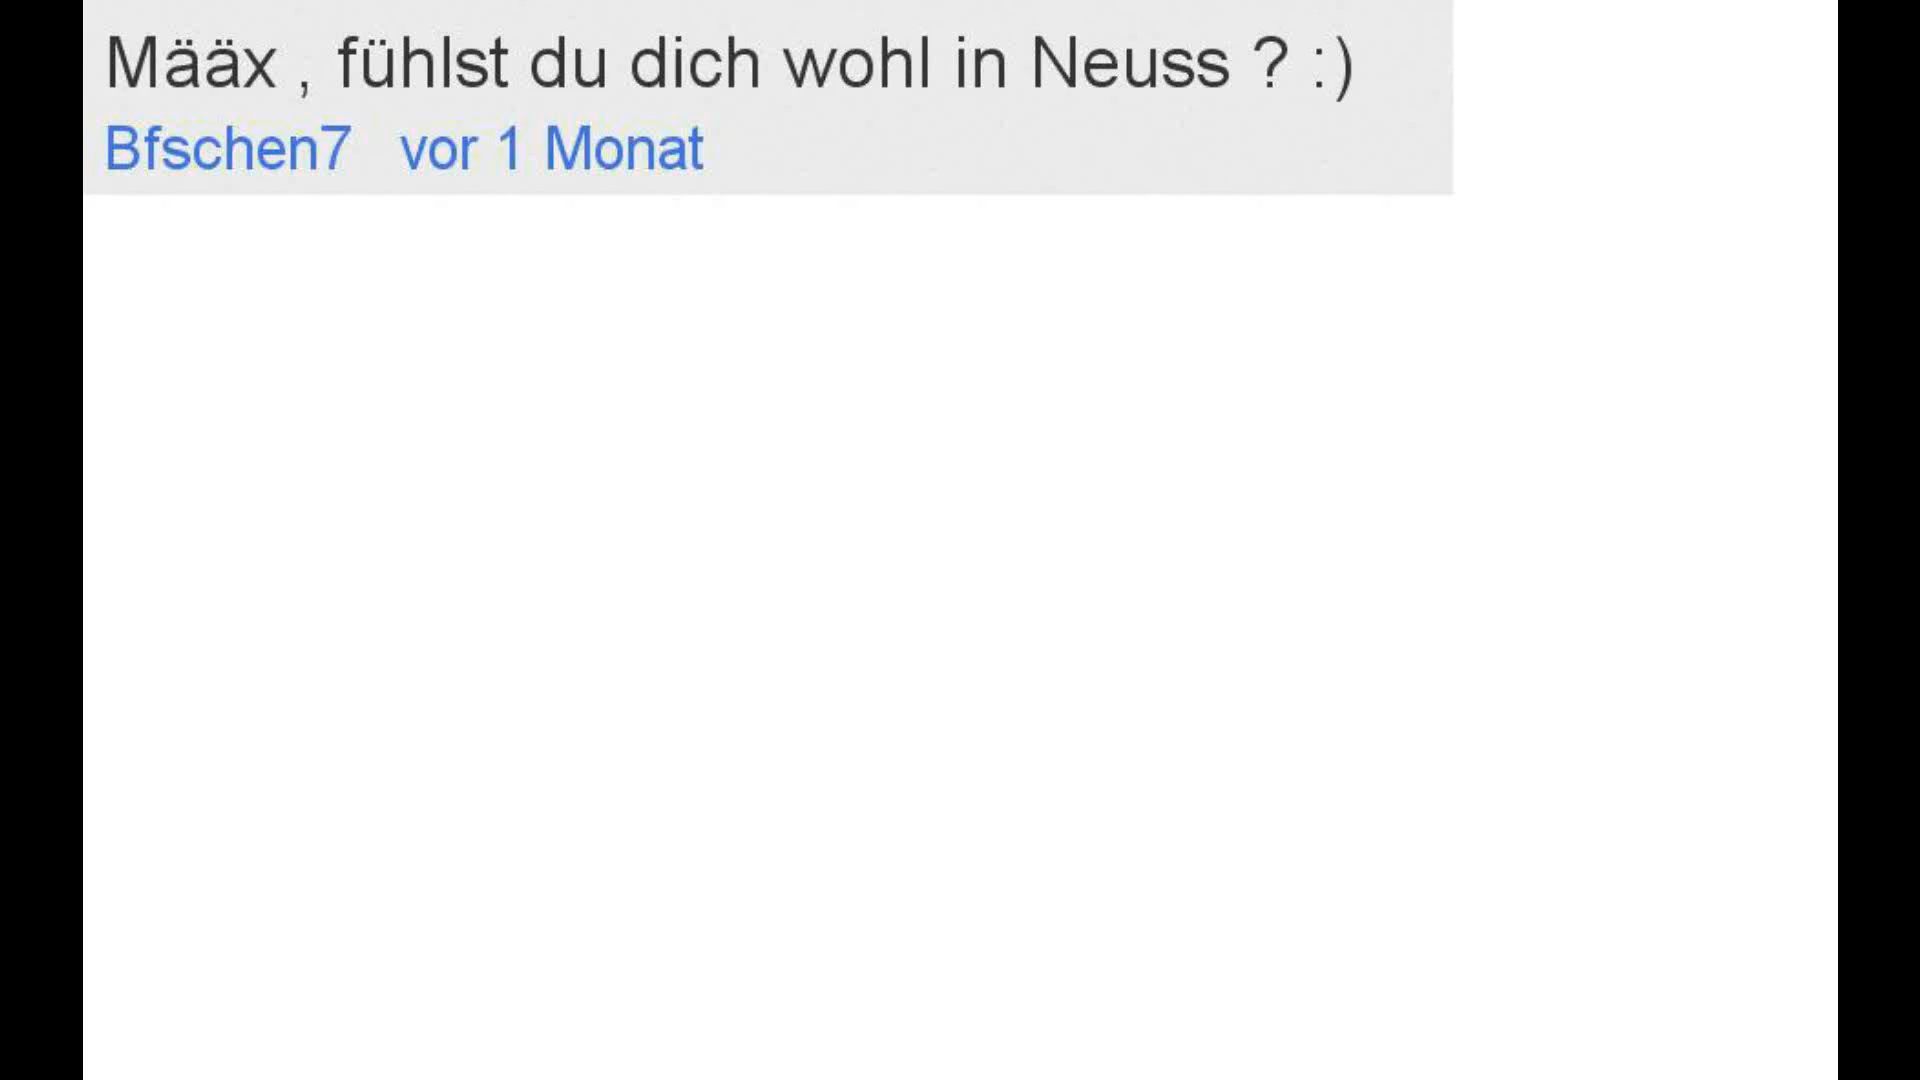 Määx , fühlst du dich wohl in Neuss ? :)
Bfschen7 vor 1 Monat